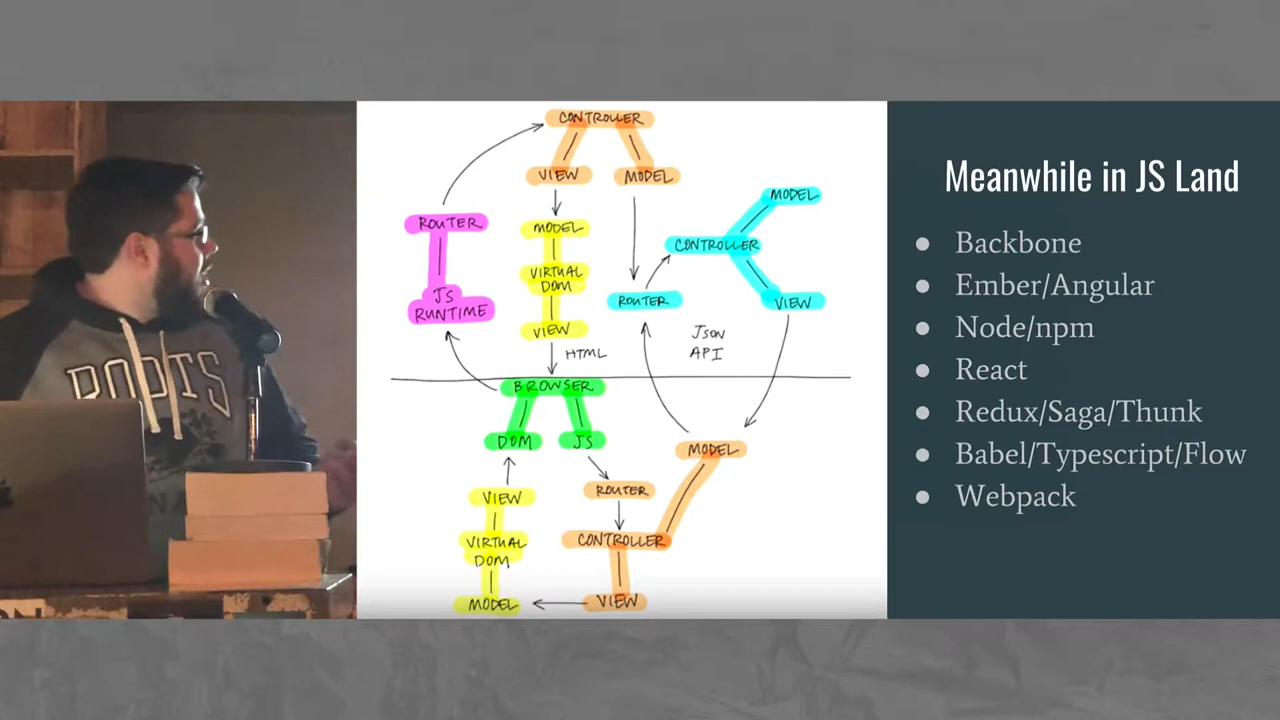 ROOTS
CONTROLLER
VIEW
MODEL
ROUTER
JS
RUNTIME
MODEL
VIRTUAL
DOM
VIEW
HTML
ROUTER
MODEL
CONTROLLER
VIEW
JSON
API
BROWSER
DOM
JS
VIEW
VIRTUAL
DOM
MODEL
ROUTER
CONTROLLER
VIEW
MODEL
Meanwhile in JS Land
● Backbone
● Ember/Angular
● Node/npm
● React
● Redux/Saga/Thunk
● Babel/Typescript/Flow
● Webpack